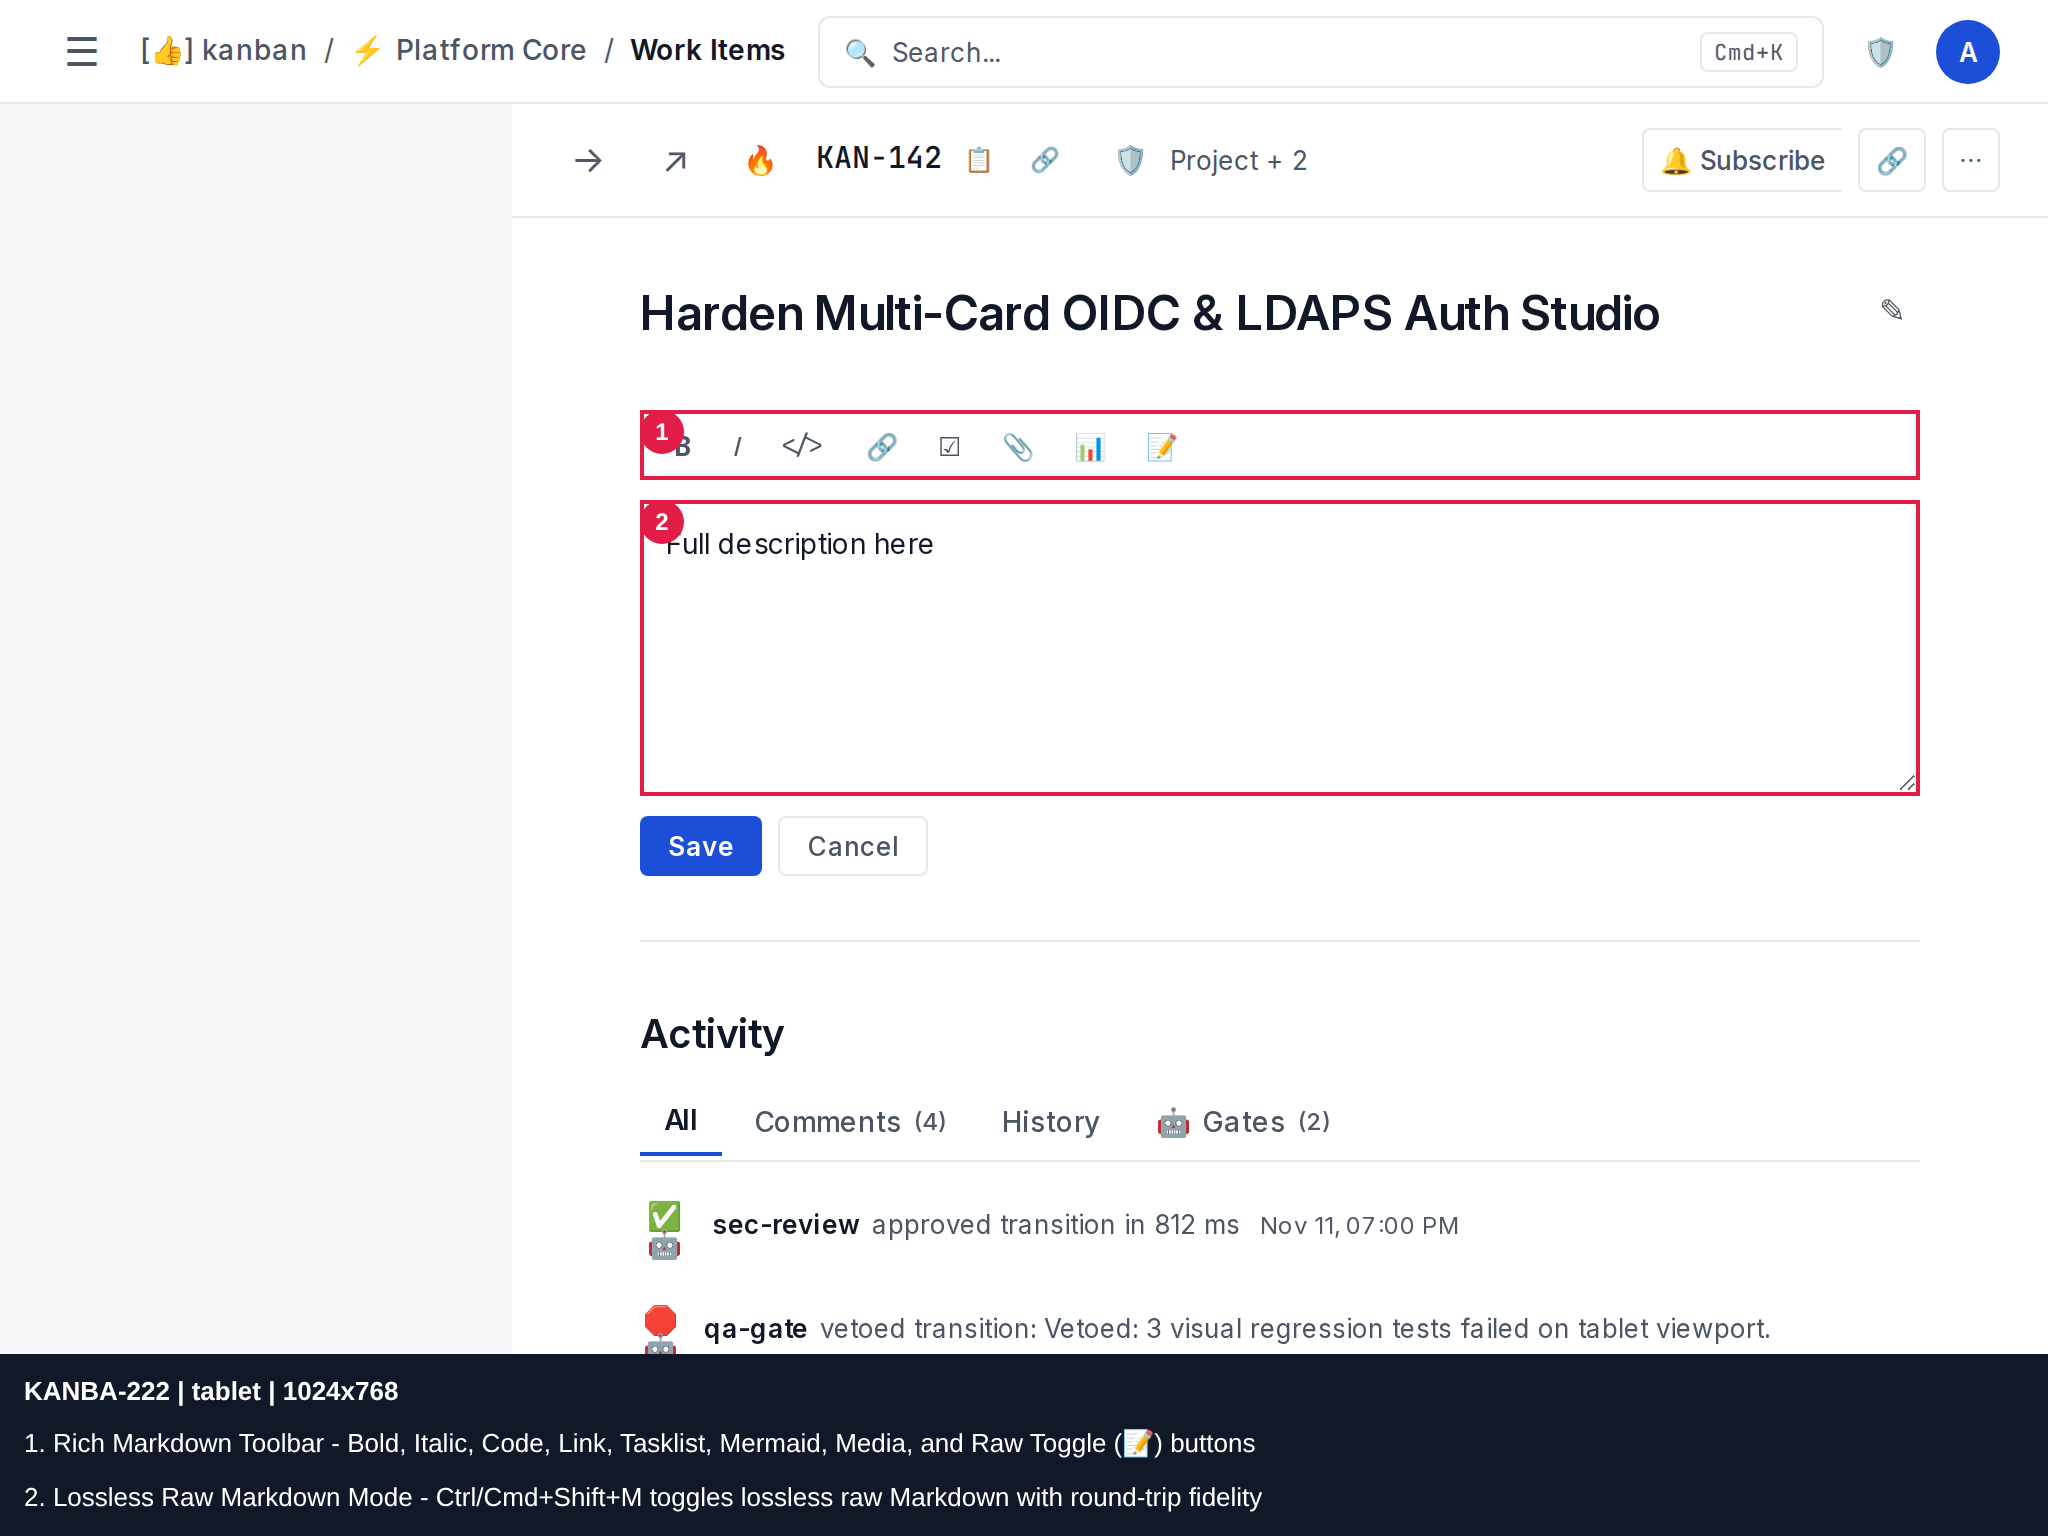 ☰ [👍] kanban / ⚡ Platform Core / Work Items
🔍 Search... Cmd+K 🛡️ A
→ ↗ 🔥 KAN-142 📋 🔗 🛡️ Project + 2
🔔 Subscribe 🔗 ...
Harden Multi-Card OIDC & LDAPS Auth Studio ✎
1 B I </> 🔗 ☑ 📎 📊 📝
2
Full description here
Save Cancel
Activity
All Comments (4) History 🤖 Gates (2)
✅🤖 sec-review approved transition in 812 ms Nov 11, 07:00 PM
🛑🤖 qa-gate vetoed transition: Vetoed: 3 visual regression tests failed on tablet viewport.
KANBA-222 | tablet | 1024x768
1. Rich Markdown Toolbar - Bold, Italic, Code, Link, Tasklist, Mermaid, Media, and Raw Toggle (📝) buttons
2. Lossless Raw Markdown Mode - Ctrl/Cmd+Shift+M toggles lossless raw Markdown with round-trip fidelity